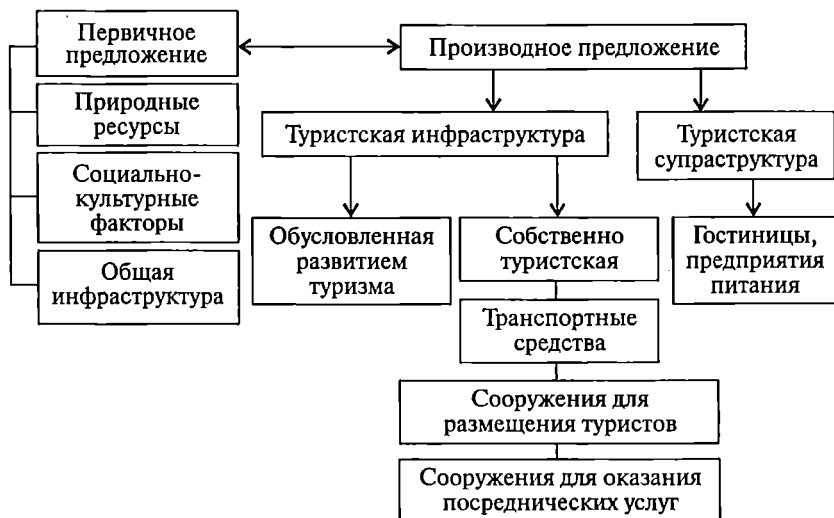 Первичное
предложение
Производное предложение
Природные
ресурсы
Туристская инфраструктура
Туристская
супраструктура
Социально-
культурные
факторы
Обусловленная
развитием
туризма
Собственно
туристская
Гостиницы,
предприятия
питания
Общая
инфраструктура
Транспортные
средства
Сооружения для
размещения туристов
Сооружения для оказания
посреднических услуг